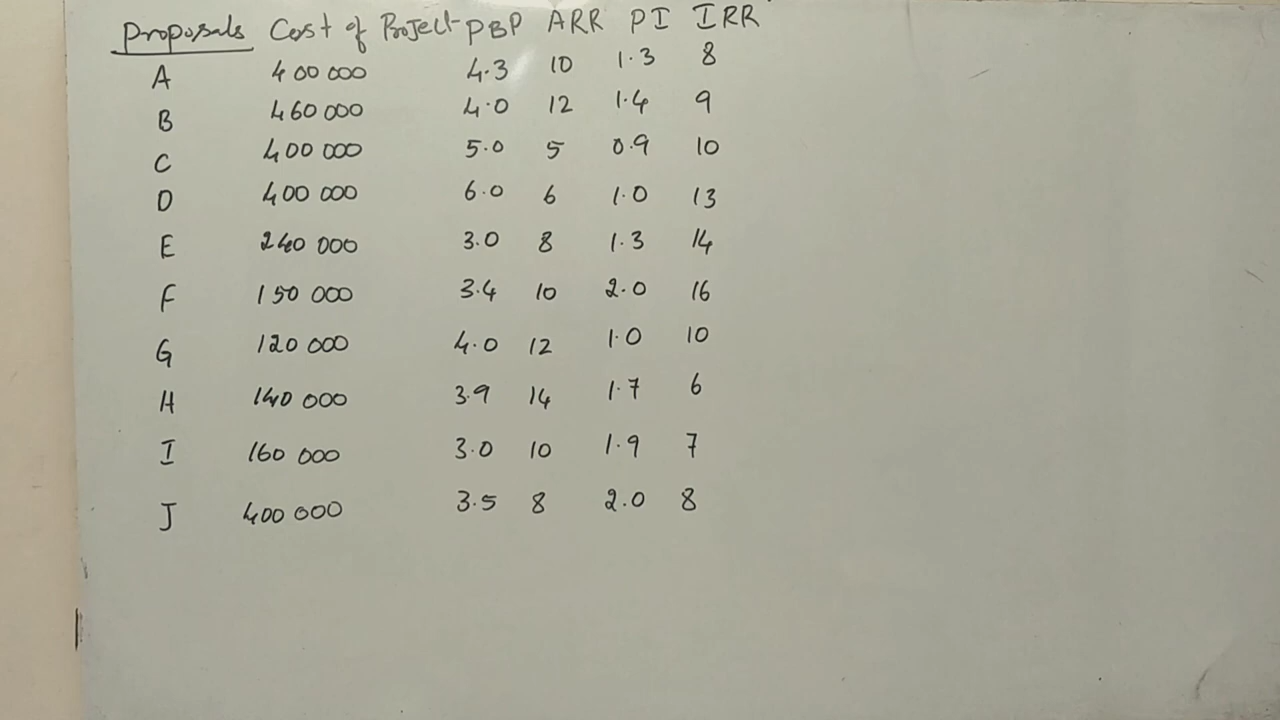 Proposals Cost of Project PBP ARR PI IRR
A 400 000 4.3 10 1.3 8
B 460 000 4.0 12 1.4 9
C 400 000 5.0 5 0.9 10
D 400 000 6.0 6 1.0 13
E 240 000 3.0 8 1.3 14
F 150 000 3.4 10 2.0 16
G 120 000 4.0 12 1.0 10
H 140 000 3.9 14 1.7 6
I 160 000 3.0 10 1.9 7
J 400 000 3.5 8 2.0 8